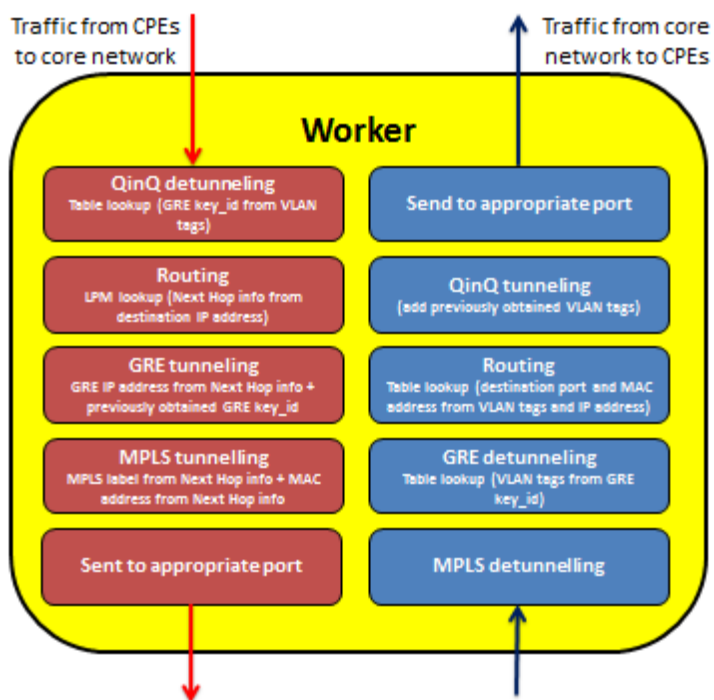 Traffic from CPEs
to core network
Traffic from core
network to CPEs
Worker
QinQ detunneling
Table lookup (GRE key_id from VLAN
tags)
Routing
LPM lookup (Next Hop info from
destination IP address)
GRE tunneling
GRE IP address from Next Hop info +
previously obtained GRE key_id
MPLS tunnelling
MPLS label from Next Hop info + MAC
address from Next Hop info
Sent to appropriate port
Send to appropriate port
QinQ tunneling
(add previously obtained VLAN tags)
Routing
Table lookup (destination port and MAC
address from VLAN tags and IP address)
GRE detunneling
Table lookup (VLAN tags from GRE
key_id)
MPLS detunnelling